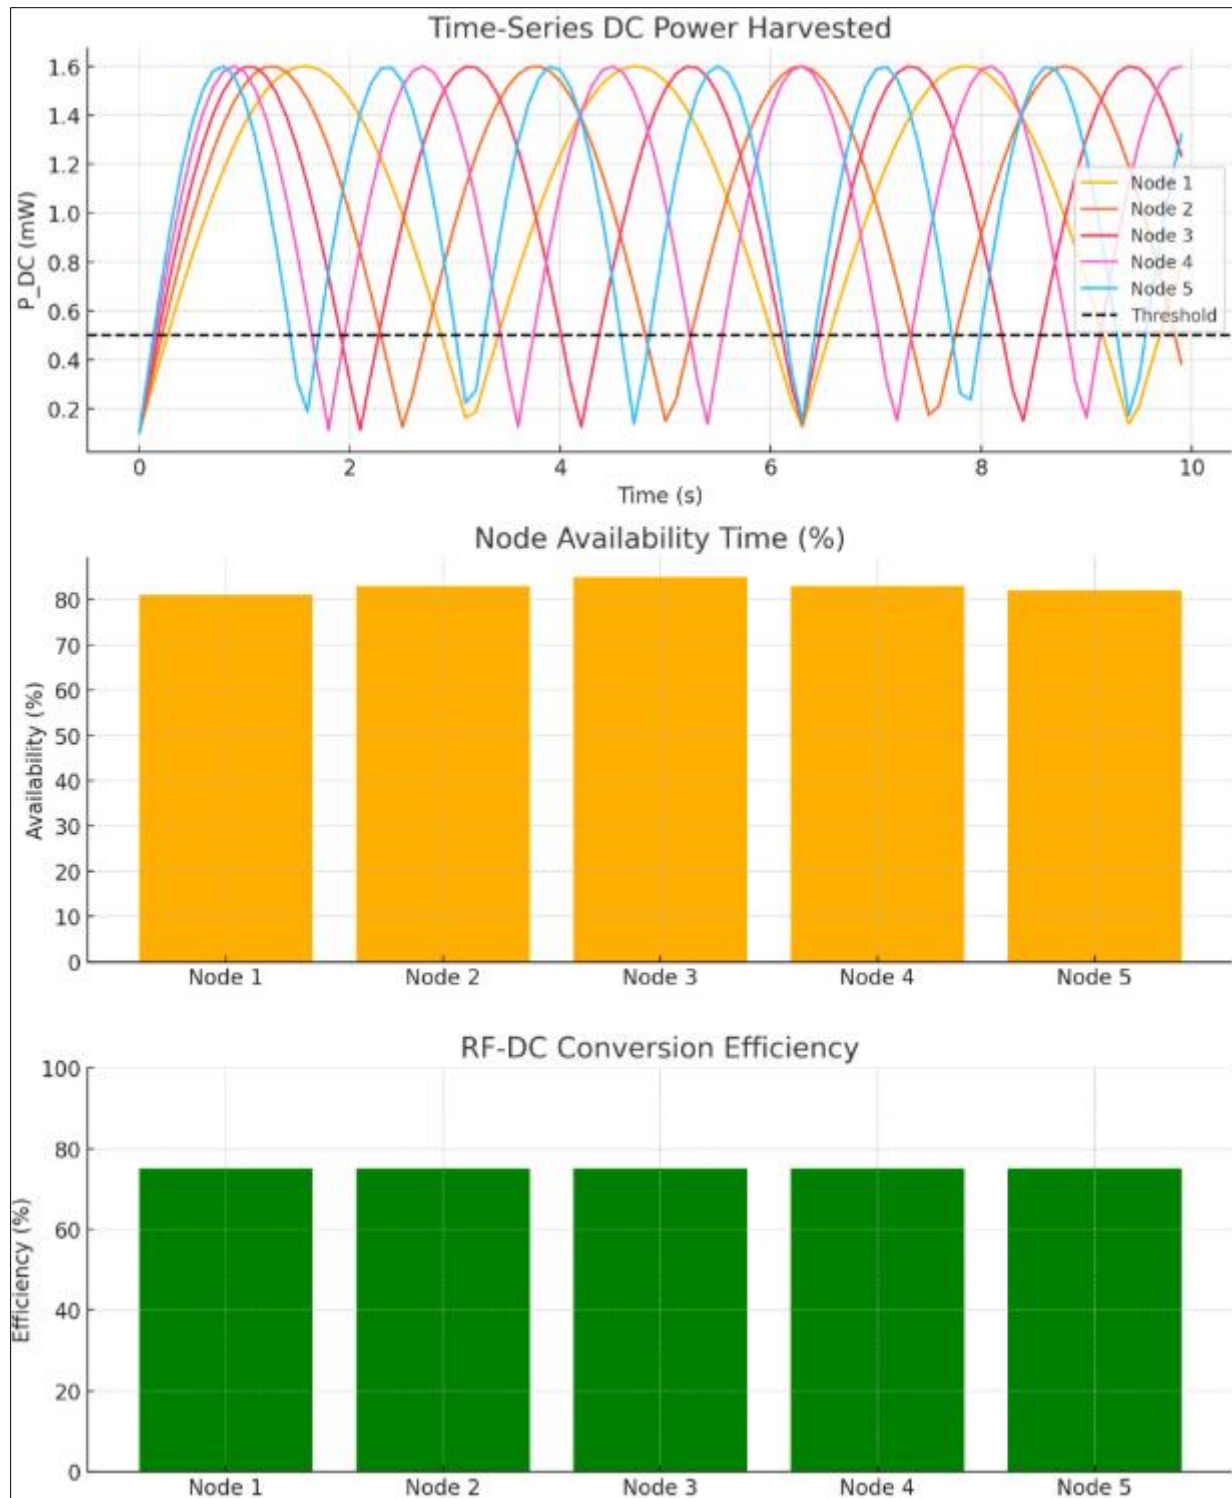 Time-Series DC Power Harvested
1.6
1.4
1.2
1.0
0.8
0.6
0.4
0.2
P_DC (mW)
Node 1
Node 2
Node 3
Node 4
Node 5
Threshold
0 2 4 6 8 10
Time (s)
Node Availability Time (%)
80
70
60
50
40
30
20
10
0
Availability (%)
Node 1 Node 2 Node 3 Node 4 Node 5
RF-DC Conversion Efficiency
100
80
60
40
20
0
Efficiency (%)
Node 1 Node 2 Node 3 Node 4 Node 5